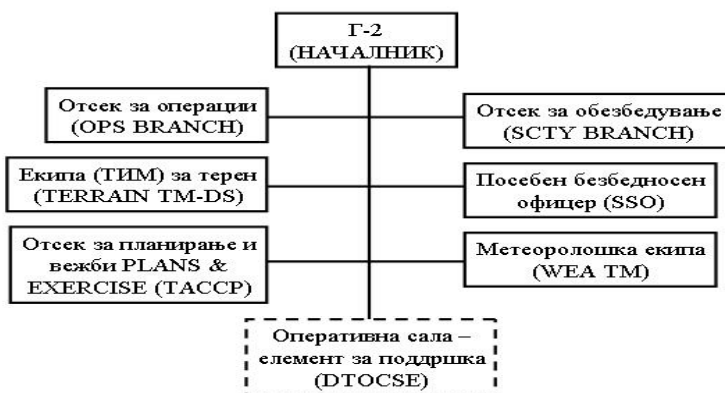 Г-2
(НАЧАЛНИК)
Отсек за операции
(OPS BRANCH)
Отсек за обезбедување
(SCTY BRANCH)
Екипа (ТИМ) за терен
(TERRAIN TM-DS)
Посебен безбедносен
офицер (SSO)
Отсек за планирање и
вежби PLANS &
EXERCISE (TACCP)
Метеоролошка екипа
(WEA TM)
Оперативна сала –
елемент за поддршка
(DTOCSE)